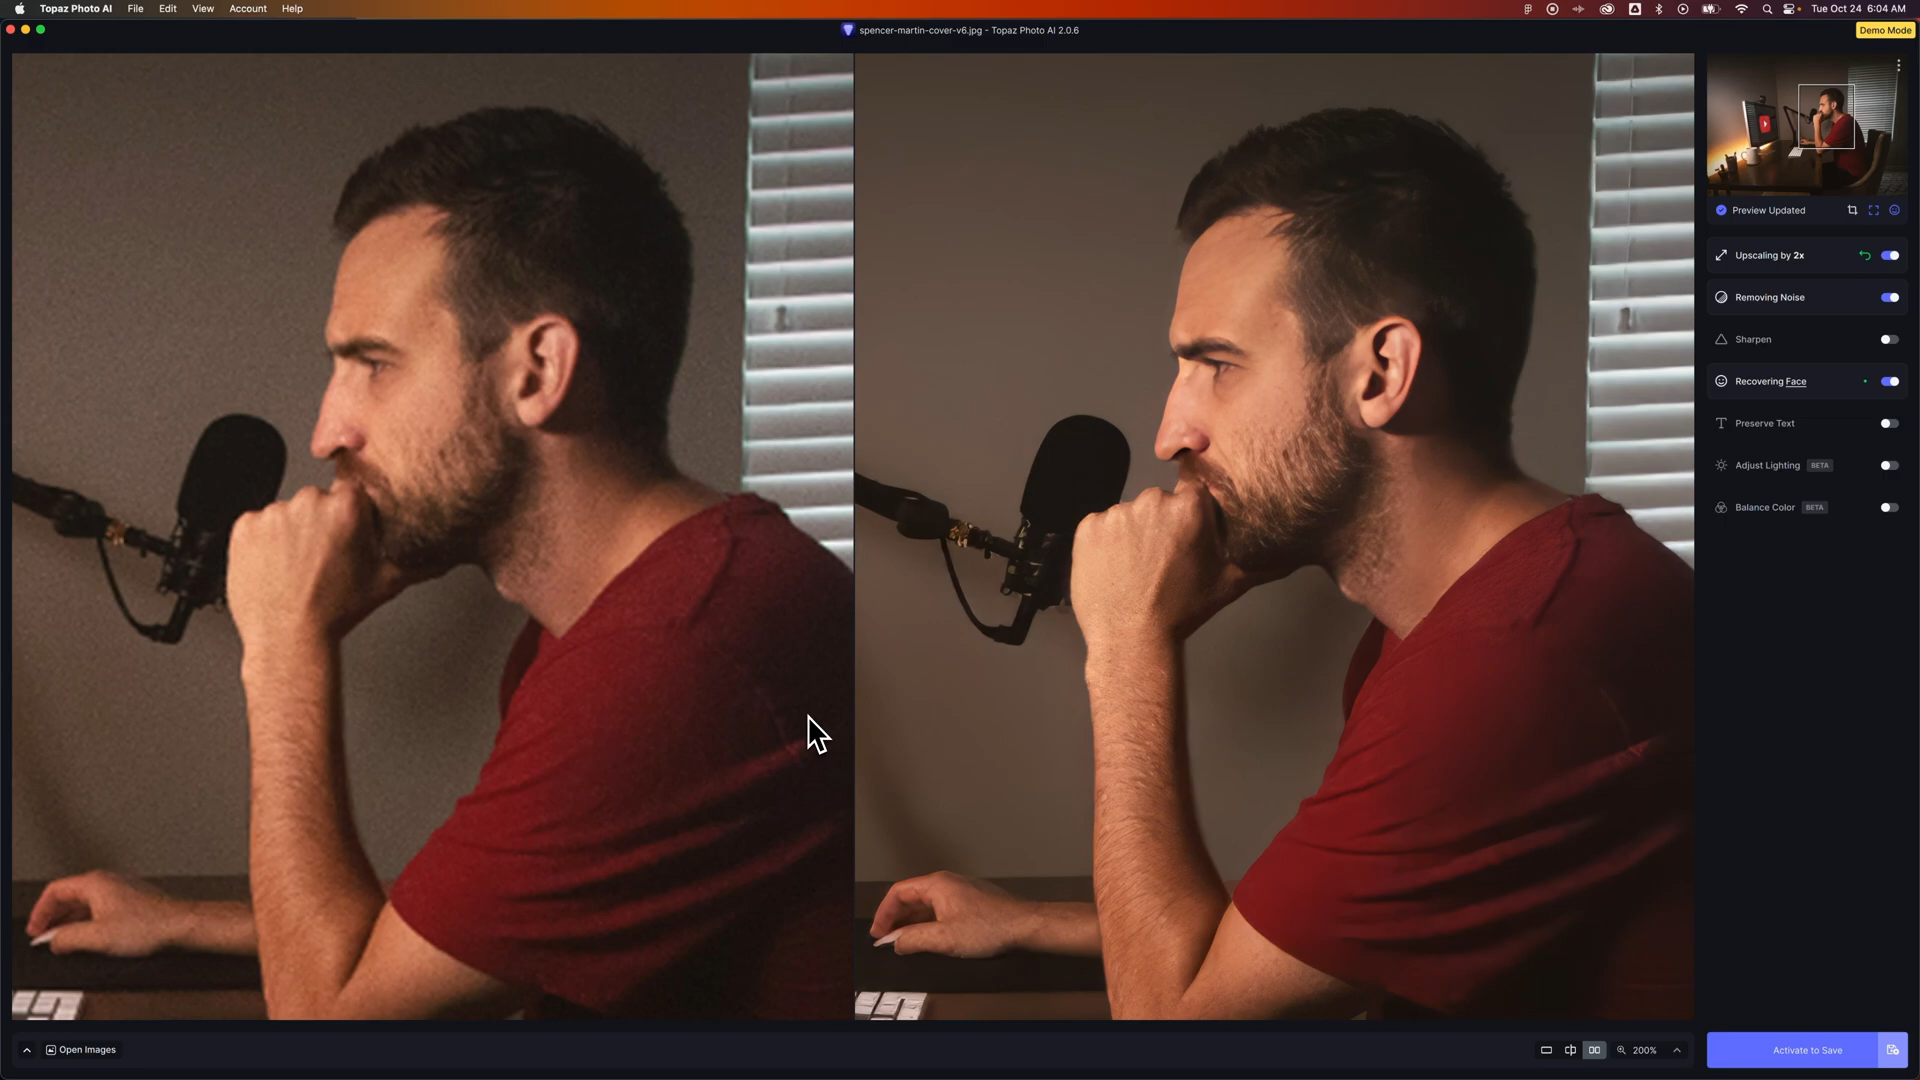 Topaz Photo AI File Edit View Account Help Tue Oct 24 6:04 AM
spencer-martin-cover-v6.jpg - Topaz Photo AI 2.0.6
Demo Mode
Preview Updated
Upscaling by 2x
Removing Noise
Sharpen
Recovering Face
Preserve Text
Adjust Lighting BETA
Balance Color BETA
Open Images
200%
Activate to Save